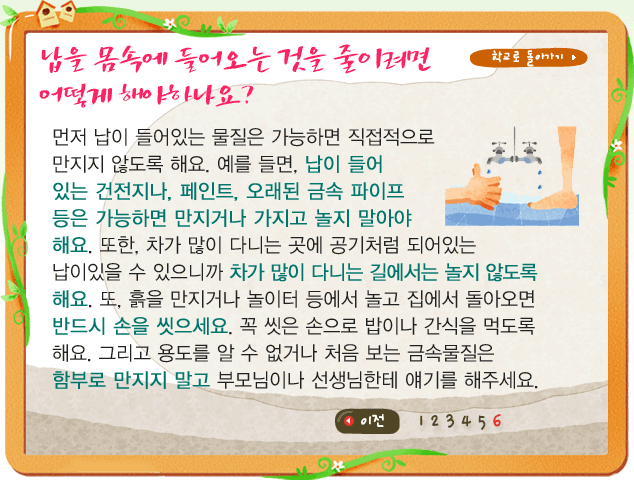 납을 몸속에 들어오는 것을 줄이려면
어떻게 해야하나요?
학교로 돌아가기
먼저 납이 들어있는 물질은 가능하면 직접적으로
만지지 않도록 해요. 예를 들면, 납이 들어
있는 건전지나, 페인트, 오래된 금속 파이프
등은 가능하면 만지거나 가지고 놀지 말아야
해요. 또한, 차가 많이 다니는 곳에 공기처럼 되어있는
납이있을 수 있으니까 차가 많이 다니는 길에서는 놀지 않도록
해요. 또, 흙을 만지거나 놀이터 등에서 놀고 집에서 돌아오면
반드시 손을 씻으세요. 꼭 씻은 손으로 밥이나 간식을 먹도록
해요. 그리고 용도를 알 수 없거나 처음 보는 금속물질은
함부로 만지지 말고 부모님이나 선생님한테 얘기를 해주세요.
이전 1 2 3 4 5 6